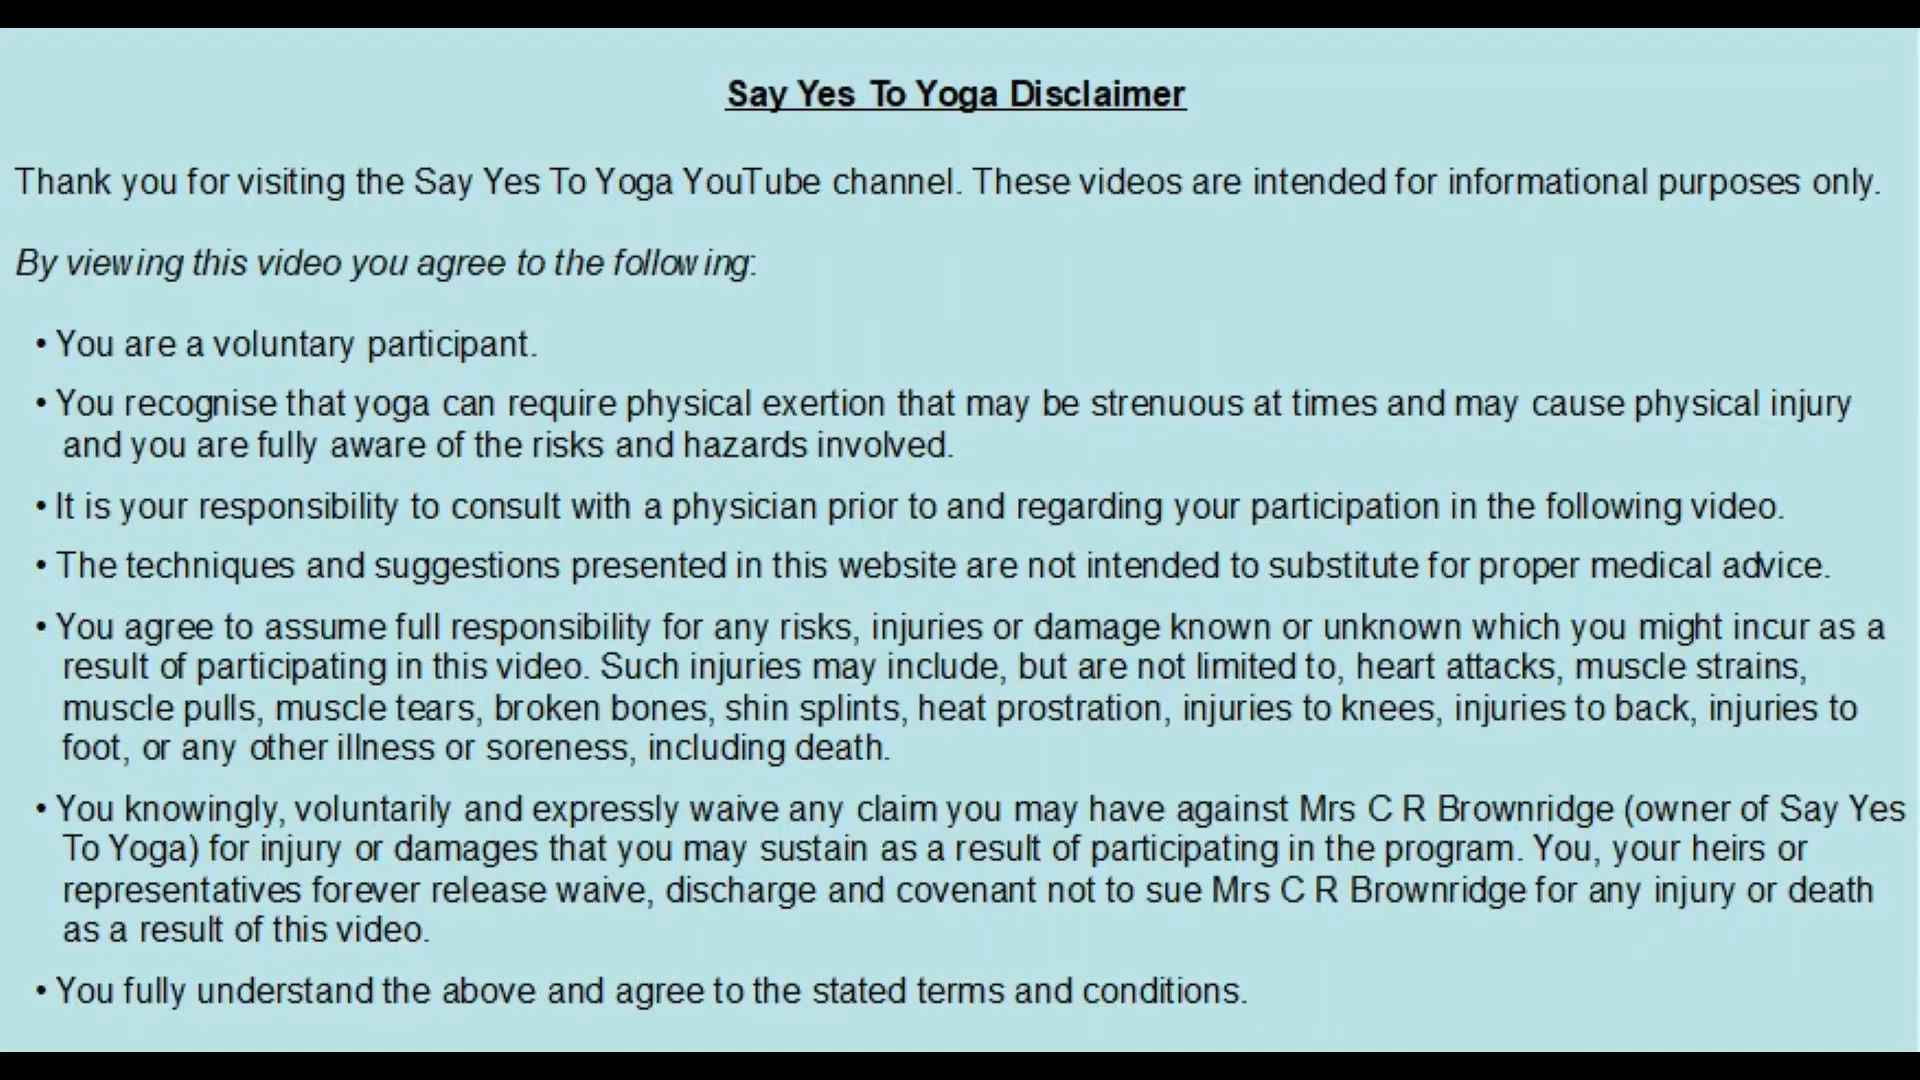 Say Yes To Yoga Disclaimer
Thank you for visiting the Say Yes To Yoga YouTube channel. These videos are intended for informational purposes only.
By viewing this video you agree to the following:
• You are a voluntary participant.
• You recognise that yoga can require physical exertion that may be strenuous at times and may cause physical injury
and you are fully aware of the risks and hazards involved.
• It is your responsibility to consult with a physician prior to and regarding your participation in the following video.
• The techniques and suggestions presented in this website are not intended to substitute for proper medical advice.
• You agree to assume full responsibility for any risks, injuries or damage known or unknown which you might incur as a
result of participating in this video. Such injuries may include, but are not limited to, heart attacks, muscle strains,
muscle pulls, muscle tears, broken bones, shin splints, heat prostration, injuries to knees, injuries to back, injuries to
foot, or any other illness or soreness, including death.
• You knowingly, voluntarily and expressly waive any claim you may have against Mrs C R Brownridge (owner of Say Yes
To Yoga) for injury or damages that you may sustain as a result of participating in the program. You, your heirs or
representatives forever release waive, discharge and covenant not to sue Mrs C R Brownridge for any injury or death
as a result of this video.
• You fully understand the above and agree to the stated terms and conditions.